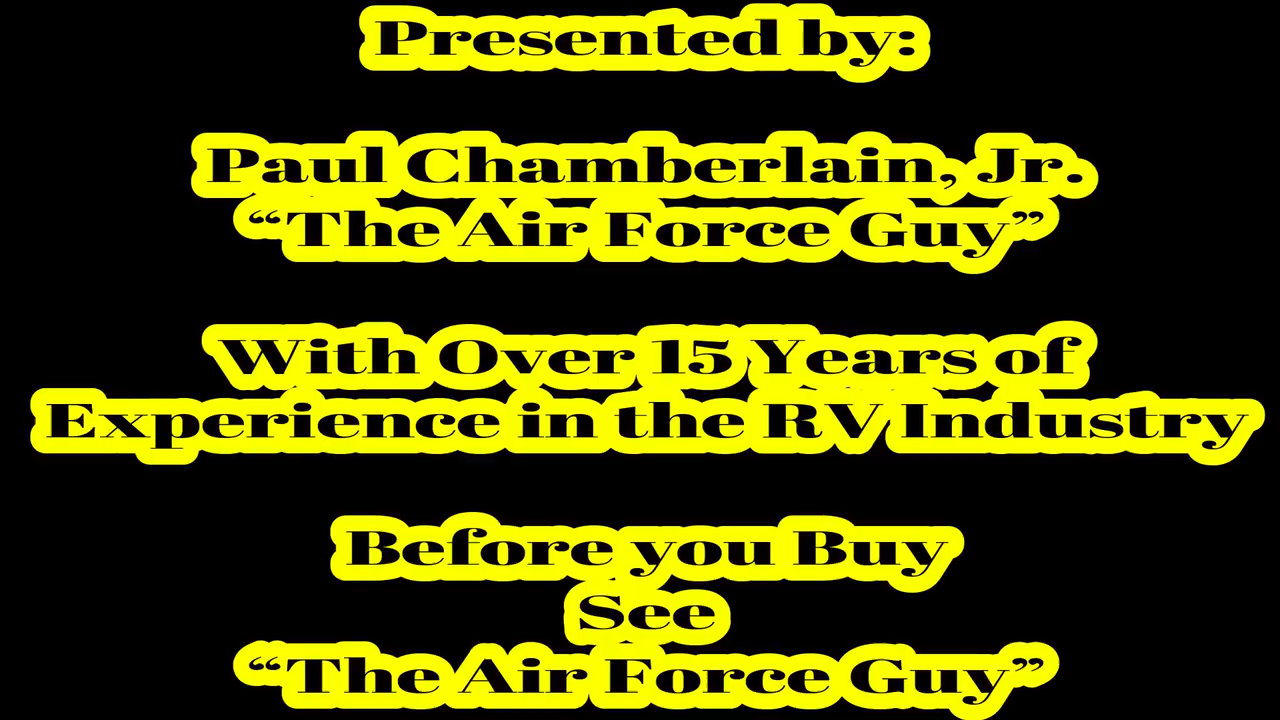 Presented by:
Paul Chamberlain, Jr.
“The Air Force Guy”
With Over 15 Years of
Experience in the RV Industry
Before you Buy
See
“The Air Force Guy”